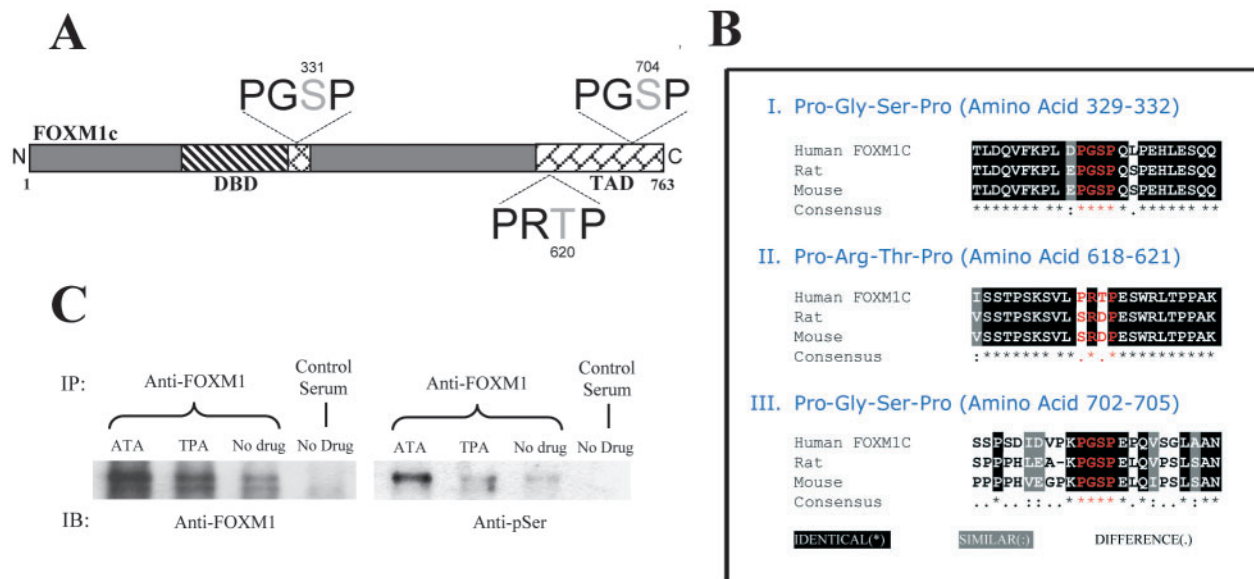 A
331
PGSP
704
PGSP
FOXM1c
N
C
1
DBD
TAD
763
PRTP
620
B
I. Pro-Gly-Ser-Pro (Amino Acid 329-332)
Human FOXM1C TLDQVFKPLDPGSPQLPEHLESQQ
Rat TLDQVFKPLEPGSPQSPEHLESQQ
Mouse TLDQVFKPLEPGSPQSPEHLESQQ
Consensus *********:*****.********
II. Pro-Arg-Thr-Pro (Amino Acid 618-621)
Human FOXM1C ISSTPSKSVLPRTPESWRLTPPAK
Rat VSSTPSKSVLSRDPESWRLTPPAK
Mouse VSSTPSKSVLSRDPESWRLTPPAK
Consensus :*********.*.***********
III. Pro-Gly-Ser-Pro (Amino Acid 702-705)
Human FOXM1C SSPSDIDVPKPGSPEPQVSGLAAN
Rat SPPPHLEA-KPGSPELQVPSLSAN
Mouse PPPPHVEGPKPGSPELQIPSLSAN
Consensus ..*..::..******.*:..*:**
IDENTICAL(*) SIMILAR(:) DIFFERENCE(.)
C
IP:
Anti-FOXM1
Control
Serum
Anti-FOXM1
Control
Serum
ATA TPA No drug No Drug
ATA TPA No drug No Drug
IB:
Anti-FOXM1
Anti-pSer